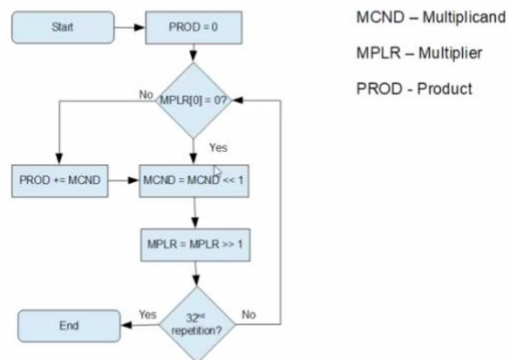 Start
PROD = 0
MCND – Multiplicand
MPLR – Multiplier
PROD - Product
No
MPLR[0] = 0?
Yes
PROD += MCND
MCND = MCND << 1
MPLR = MPLR >> 1
End
Yes
32ⁿᵈ
repetition?
No